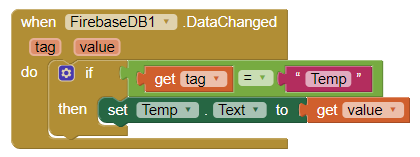 when FirebaseDB1 .DataChanged
tag value
do if get tag = “ Temp ”
then set Temp . Text to get value